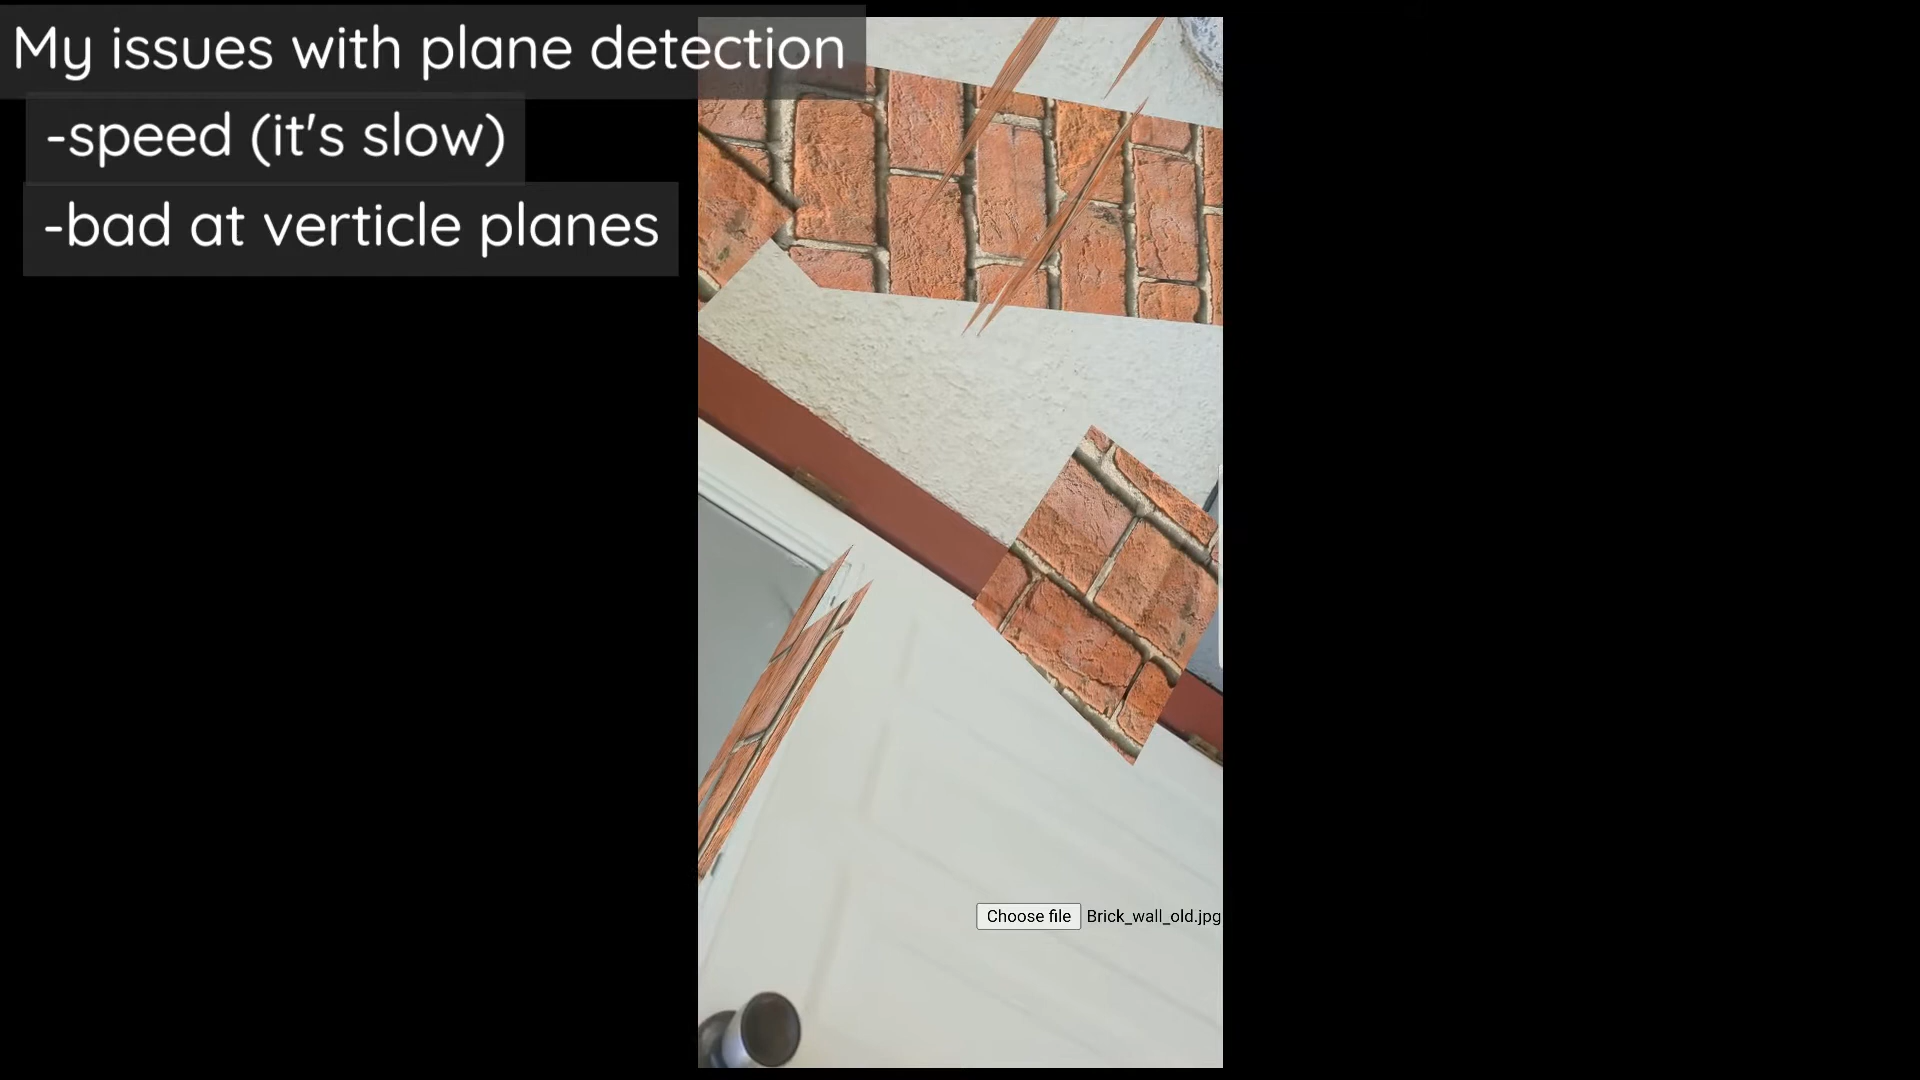 My issues with plane detection
-speed (it's slow)
-bad at verticle planes
Choose file Brick_wall_old.jpg